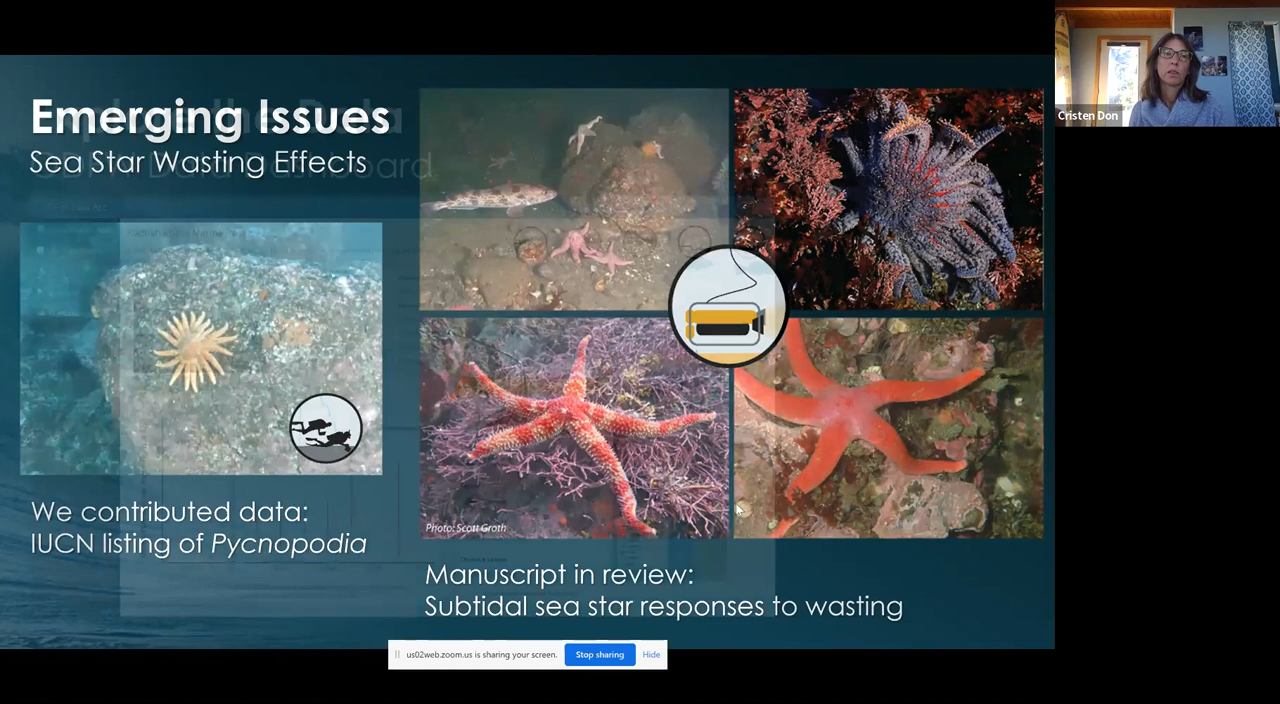 Emerging Issues
Sea Star Wasting Effects
We contributed data:
IUCN listing of Pycnopodia
Photo: Scott Groth
Manuscript in review:
Subtidal sea star responses to wasting
us02web.zoom.us is sharing your screen.
Stop sharing
Hide
Cristen Don